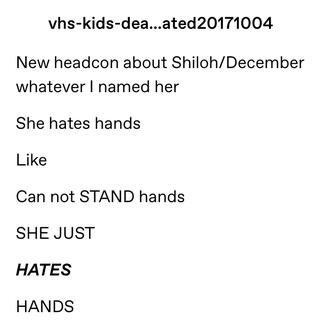 vhs-kids-dea...ated20171004
New headcon about Shiloh/December
whatever I named her
She hates hands
Like
Can not STAND hands
SHE JUST
HATES
HANDS